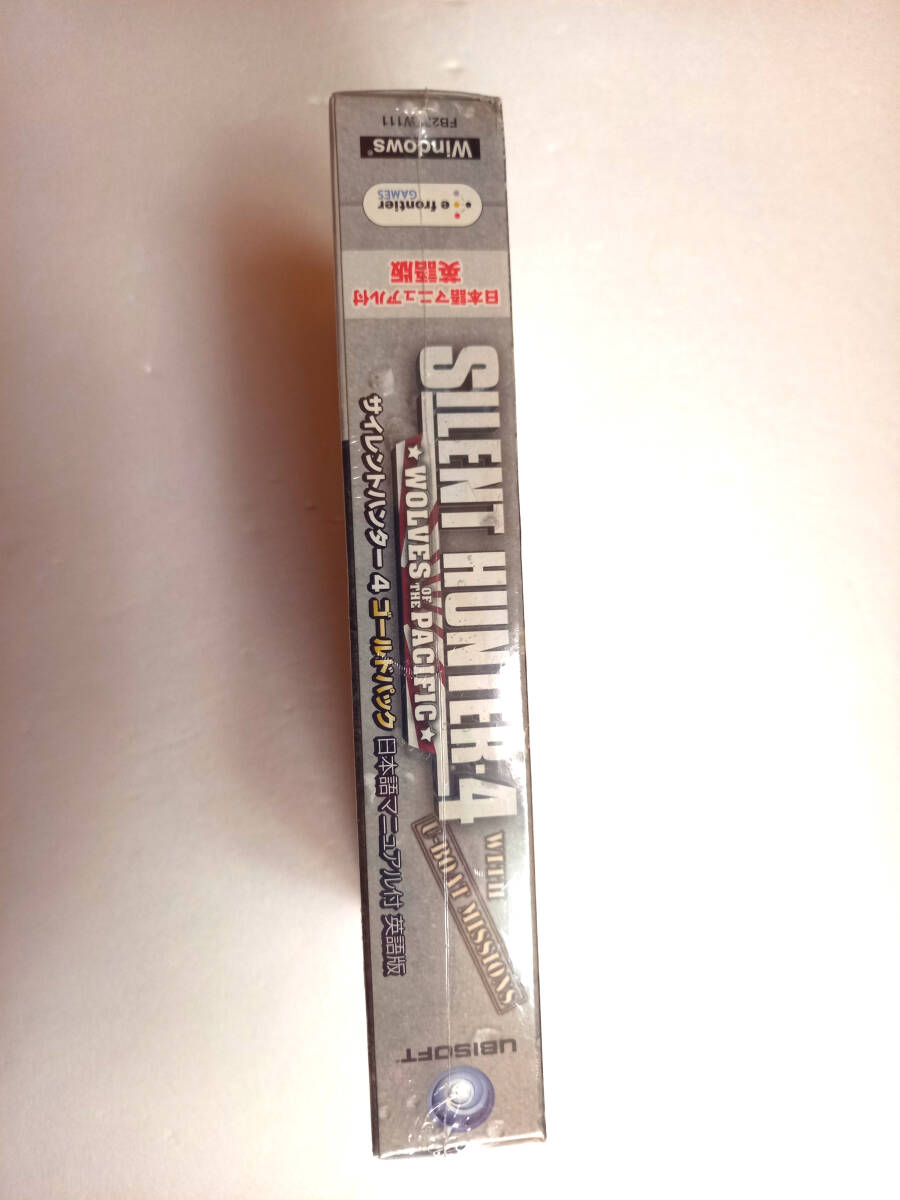 Windows®
e frontier
GAMES
日本語マニュアル付
英語版
SILENT HUNTER·4
★WOLVES OF THE PACIFIC★
WITH
U-BOAT MISSIONS
サイレントハンター4 ゴールドパック 日本語マニュアル付 英語版
UBISOFT